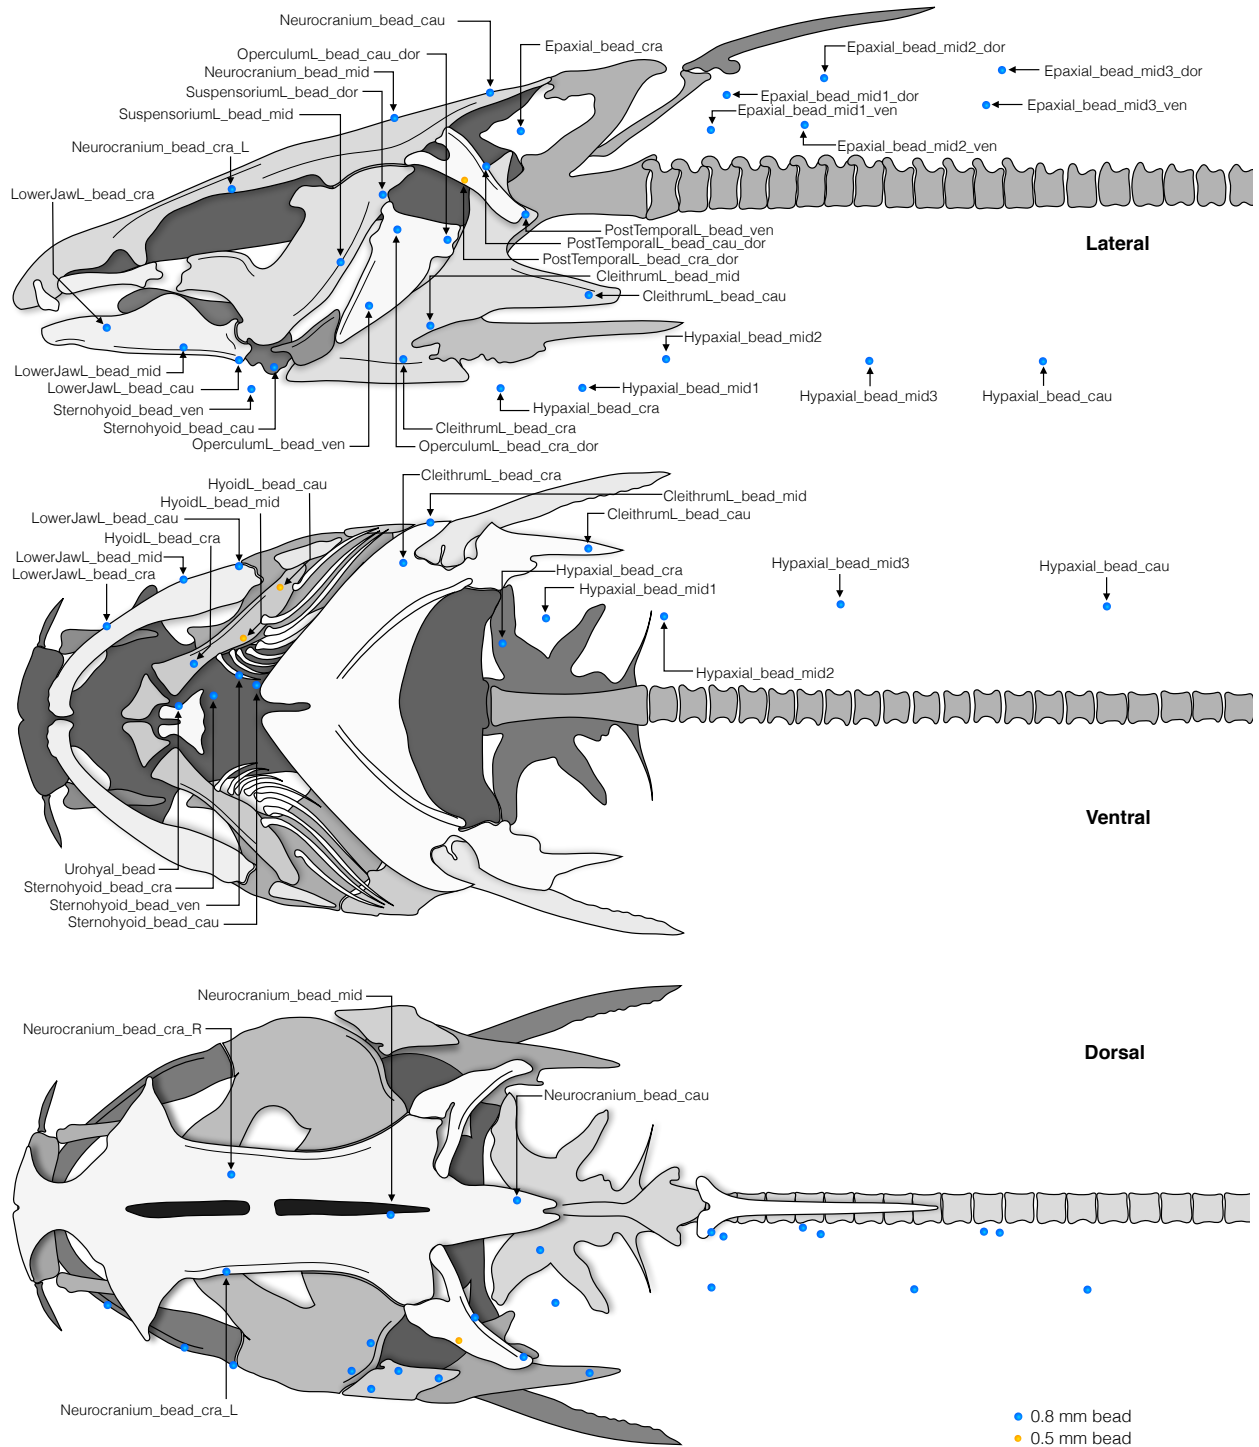 Neurocranium_bead_cau
Epaxial_bead_cra
Epaxial_bead_mid2_dor
OperculumL_bead_cau_dor
Neurocranium_bead_mid
Epaxial_bead_mid3_dor
SuspensoriumL_bead_dor
Epaxial_bead_mid1_dor
SuspensoriumL_bead_mid
Epaxial_bead_mid1_ven
Epaxial_bead_mid3_ven
Neurocranium_bead_cra_L
Epaxial_bead_mid2_ven
LowerJawL_bead_cra
PostTemporalL_bead_ven
Lateral
PostTemporalL_bead_cau_dor
PostTemporalL_bead_cra_dor
CleithrumL_bead_mid
CleithrumL_bead_cau
Hypaxial_bead_mid2
LowerJawL_bead_mid
LowerJawL_bead_cau
Hypaxial_bead_mid1
Hypaxial_bead_mid3
Hypaxial_bead_cau
Sternohyoid_bead_ven
Hypaxial_bead_cra
Sternohyoid_bead_cau
CleithrumL_bead_cra
OperculumL_bead_ven
OperculumL_bead_cra_dor
HyoidL_bead_cau
CleithrumL_bead_cra
HyoidL_bead_mid
CleithrumL_bead_mid
LowerJawL_bead_cau
CleithrumL_bead_cau
HyoidL_bead_cra
LowerJawL_bead_mid
LowerJawL_bead_cra
Hypaxial_bead_cra
Hypaxial_bead_mid3
Hypaxial_bead_cau
Hypaxial_bead_mid1
Hypaxial_bead_mid2
Ventral
Urohyal_bead
Sternohyoid_bead_cra
Sternohyoid_bead_ven
Sternohyoid_bead_cau
Neurocranium_bead_mid
Neurocranium_bead_cra_R
Dorsal
Neurocranium_bead_cau
Neurocranium_bead_cra_L
0.8 mm bead
0.5 mm bead